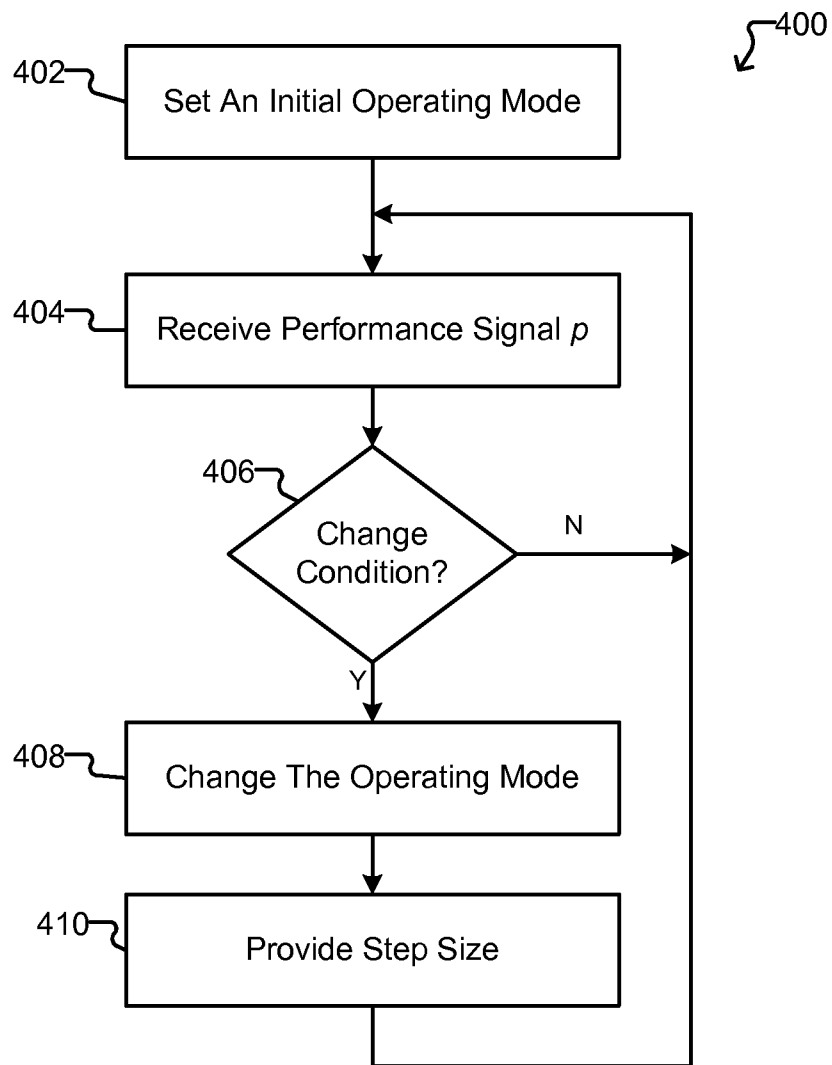 400
402
Set An Initial Operating Mode
404
Receive Performance Signal p
406
Change
Condition?
N
Y
408
Change The Operating Mode
410
Provide Step Size